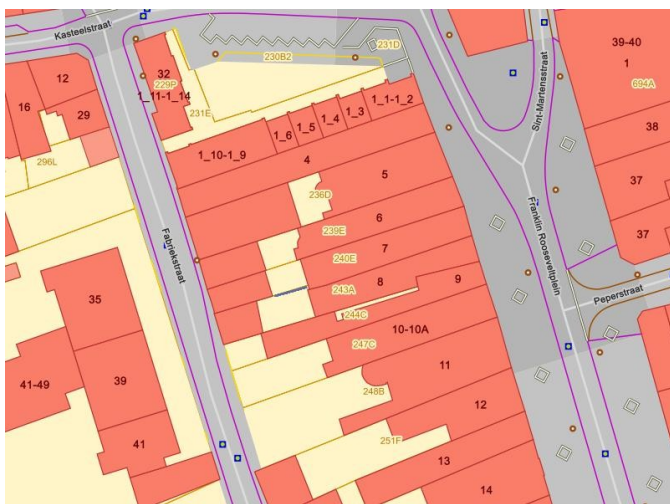 Kasteelstraat
39-40
1
694A
231D
230B2
32
229P
1_11-1_14
231E
12
16
29
1_1-1_2
1_3
1_4
1_5
1_6
1_10-1_9
Sint-Martensstraat
38
296L
4
5
37
236D
6
Fabriekstraat
239E
7
Franklin Rooseveltplein
37
240E
8
9
243A
Peperstraat
35
244C
10-10A
247C
11
41-49
39
248B
12
41
251F
13
14